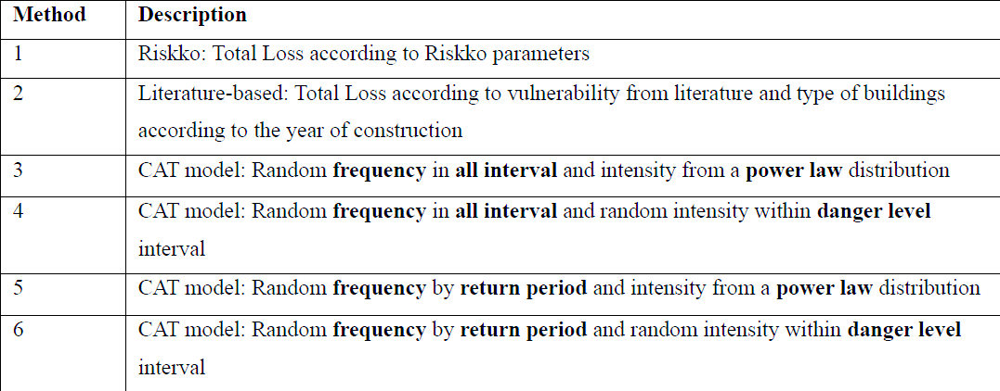 Method Description
1 Riskko: Total Loss according to Riskko parameters
2 Literature-based: Total Loss according to vulnerability from literature and type of buildings
according to the year of construction
3 CAT model: Random frequency in all interval and intensity from a power law distribution
4 CAT model: Random frequency in all interval and random intensity within danger level
interval
5 CAT model: Random frequency by return period and intensity from a power law distribution
6 CAT model: Random frequency by return period and random intensity within danger level
interval